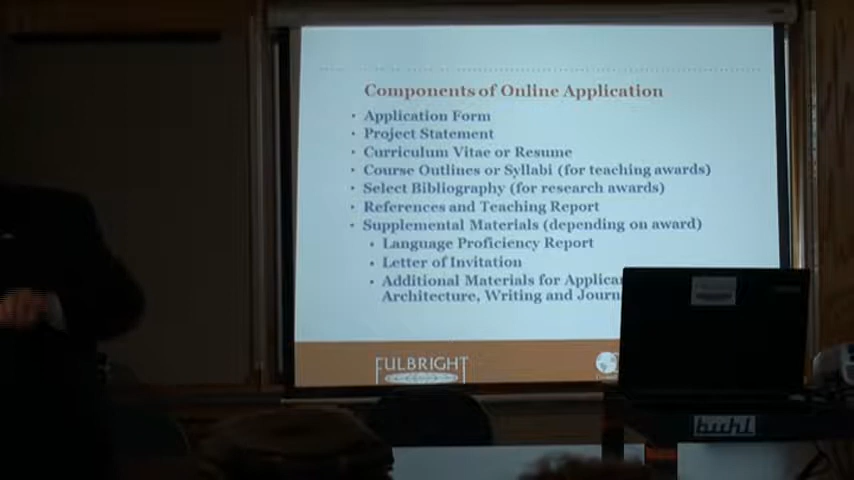 Components of Online Application
• Application Form
• Project Statement
• Curriculum Vitae or Resume
• Course Outlines or Syllabi (for teaching awards)
• Select Bibliography (for research awards)
• References and Teaching Report
• Supplemental Materials (depending on award)
• Language Proficiency Report
• Letter of Invitation
• Additional Materials for
Architecture, Writing and
FULBRIGHT
buhl